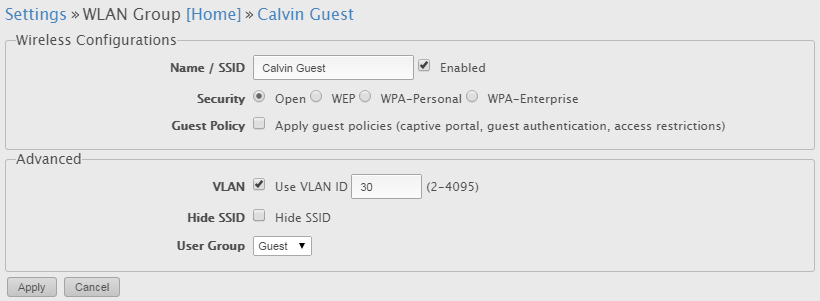 Settings » WLAN Group [Home] » Calvin Guest
Wireless Configurations
Name / SSID Calvin Guest Enabled
Security Open WEP WPA-Personal WPA-Enterprise
Guest Policy Apply guest policies (captive portal, guest authentication, access restrictions)
Advanced
VLAN Use VLAN ID 30 (2-4095)
Hide SSID Hide SSID
User Group Guest
Apply Cancel